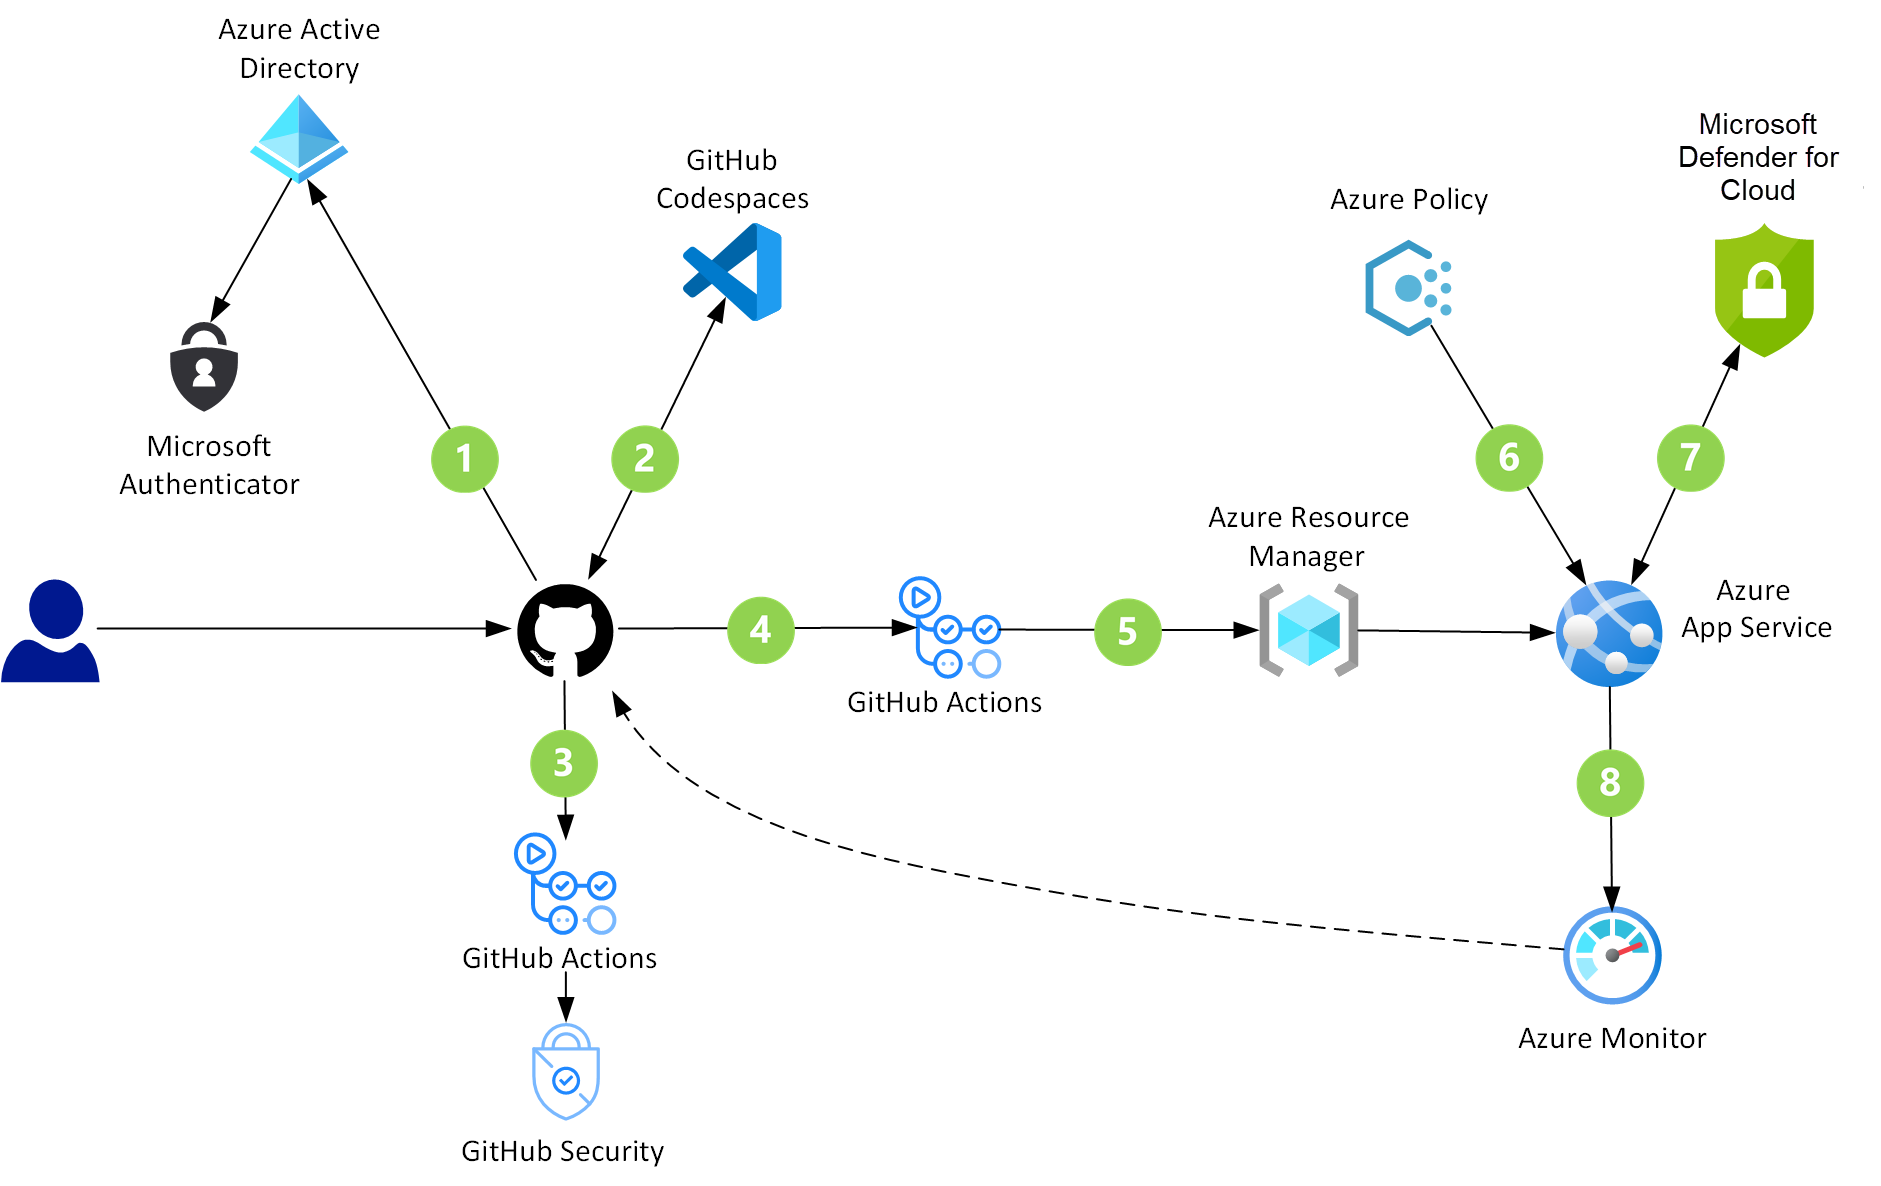 Azure Active
Directory
GitHub
Codespaces
Microsoft
Defender for
Cloud
Azure Policy
Microsoft
Authenticator
1
2
6
7
Azure Resource
Manager
Azure
App Service
4
5
GitHub Actions
3
8
GitHub Actions
Azure Monitor
GitHub Security